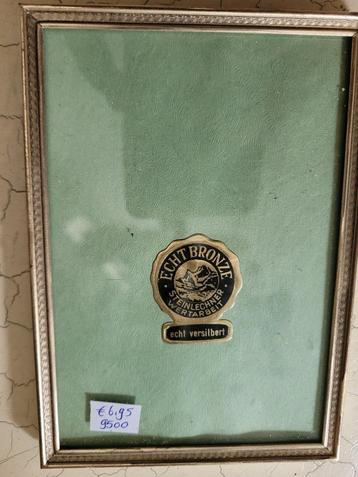 ECHT BRONZE
STEINLECHNER
WERTARBEIT
echt versilbert
€ 6,95
9500